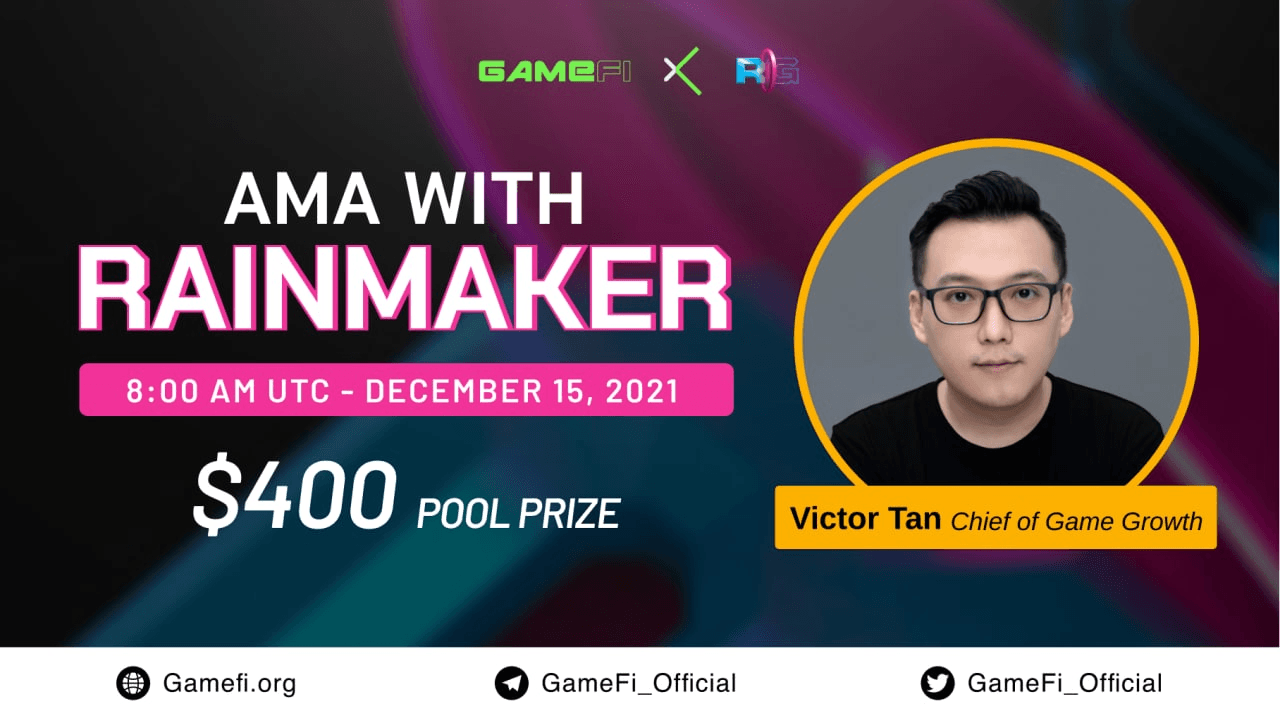 GAMEFI X RG
AMA WITH
RAINMAKER
8:00 AM UTC - DECEMBER 15, 2021
$400 POOL PRIZE
Victor Tan Chief of Game Growth
Gamefi.org
GameFi_Official
GameFi_Official